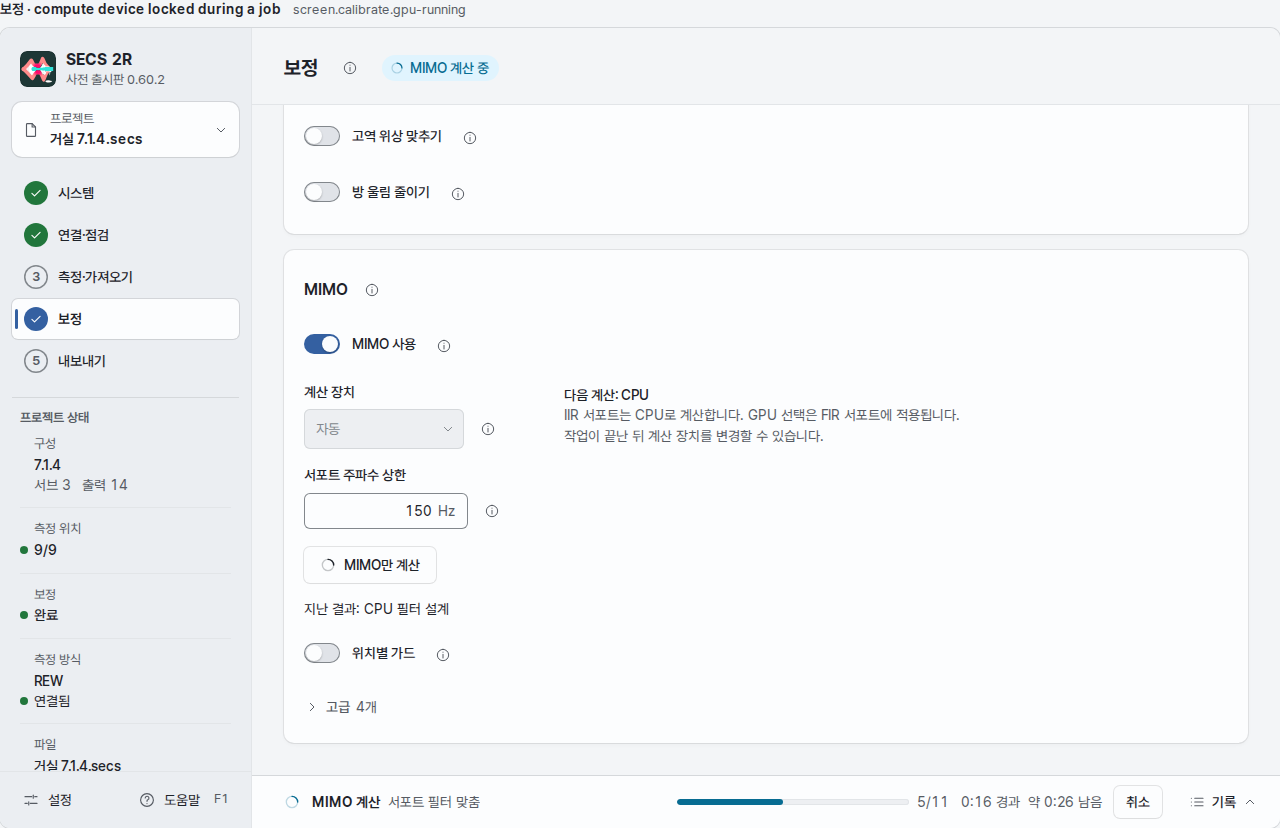 보정 · compute device locked during a job screen.calibrate.gpu-running
SECS 2R
사전 출시판 0.60.2
프로젝트
거실 7.1.4.secs
시스템
연결·점검
3 측정·가져오기
보정
5 내보내기
프로젝트 상태
구성
7.1.4
서브 3 출력 14
측정 위치
9/9
보정
완료
측정 방식
REW
연결됨
파일
거실 7.1.4.secs
설정
도움말 F1
보정
MIMO 계산 중
고역 위상 맞추기
방 울림 줄이기
MIMO
MIMO 사용
계산 장치
자동
다음 계산: CPU
IIR 서포트는 CPU로 계산합니다. GPU 선택은 FIR 서포트에 적용됩니다.
작업이 끝난 뒤 계산 장치를 변경할 수 있습니다.
서포트 주파수 상한
150 Hz
MIMO만 계산
지난 결과: CPU 필터 설계
위치별 가드
고급 4개
MIMO 계산 서포트 필터 맞춤
5/11 0:16 경과 약 0:26 남음
취소
기록